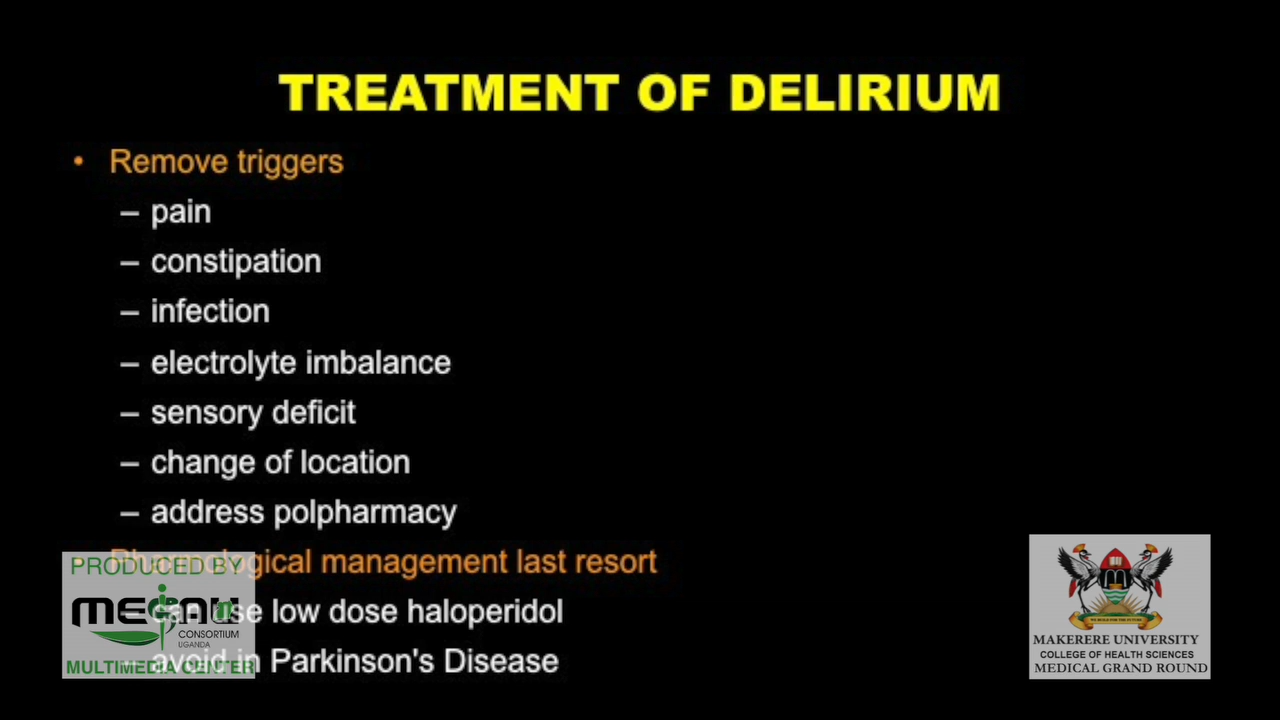 TREATMENT OF DELIRIUM
• Remove triggers
– pain
– constipation
– infection
– electrolyte imbalance
– sensory deficit
– change of location
– address polpharmacy
management last resort
– can use low dose haloperidol
– avoid in Parkinson's Disease
PRODUCED BY
CONSORTIUM
UGANDA
MULTIMEDIA CENTER
MAKERERE UNIVERSITY
COLLEGE OF HEALTH SCIENCES
MEDICAL GRAND ROUND